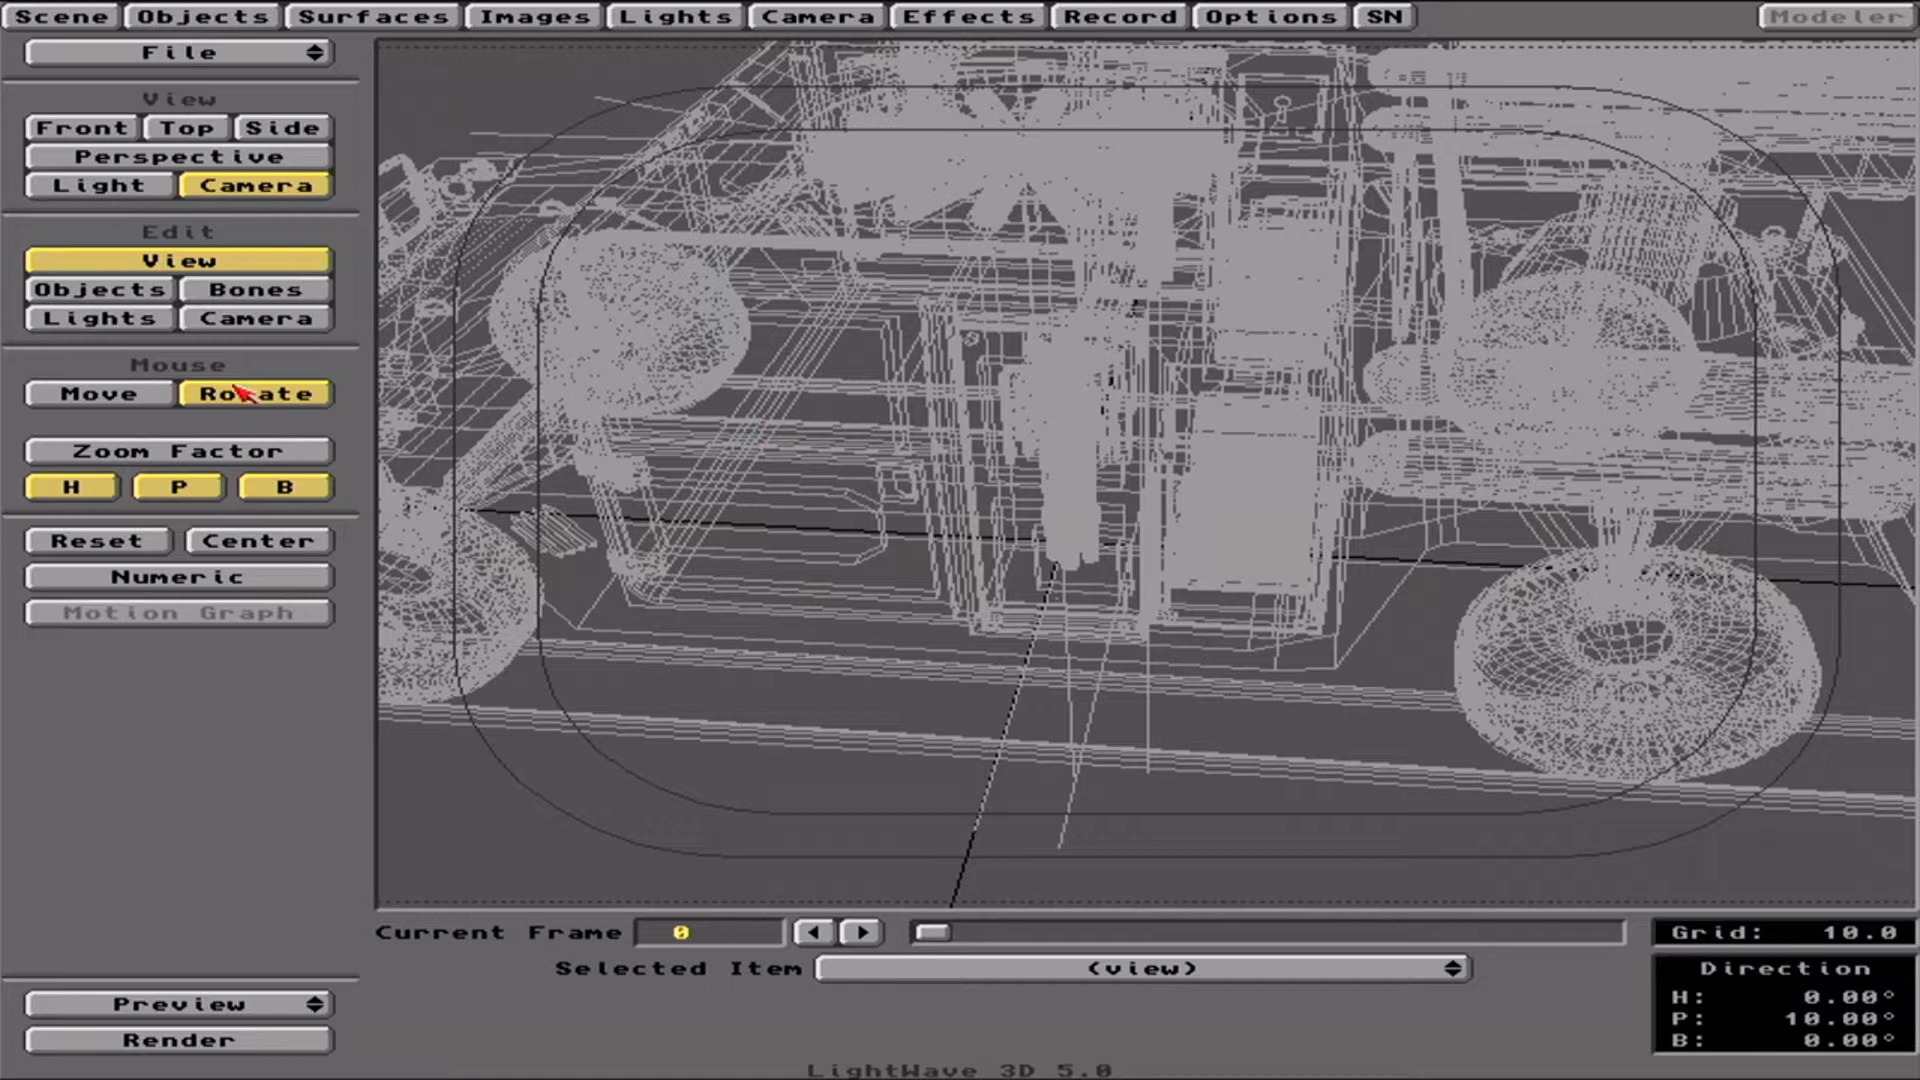 Scene Objects Surfaces Images Lights Camera Effects Record Options SN Modeler
File
View
Front Top Side
Perspective
Light Camera
Edit
View
Objects Bones
Lights Camera
Mouse
Move Rotate
Zoom Factor
H P B
Reset Center
Numeric
Motion Graph
Current Frame 0
Grid: 10.0
Selected Item (view)
Direction
H: 0.00°
P: 10.00°
B: 0.00°
Preview
Render
LightWave 3D 5.0